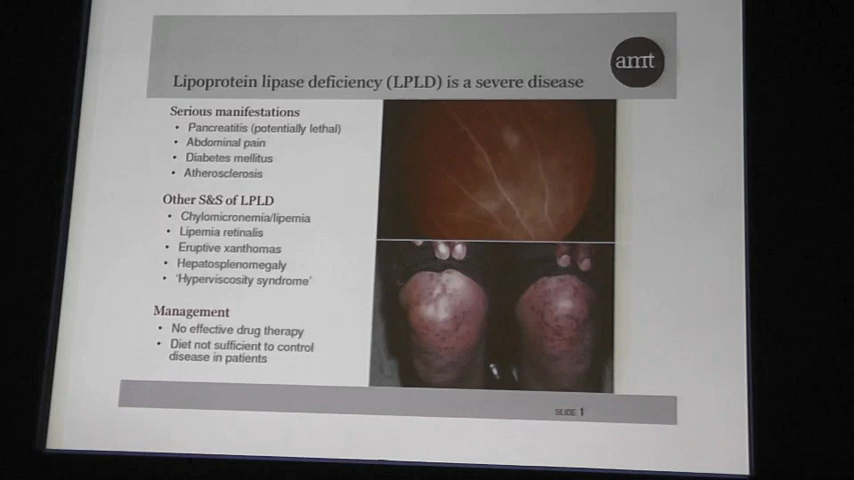 amt
Lipoprotein lipase deficiency (LPLD) is a severe disease
Serious manifestations
• Pancreatitis (potentially lethal)
• Abdominal pain
• Diabetes mellitus
• Atherosclerosis
Other S&S of LPLD
• Chylomicronemia/lipemia
• Lipemia retinalis
• Eruptive xanthomas
• Hepatosplenomegaly
• 'Hyperviscosity syndrome'
Management
• No effective drug therapy
• Diet not sufficient to control
disease in patients
SLIDE 1